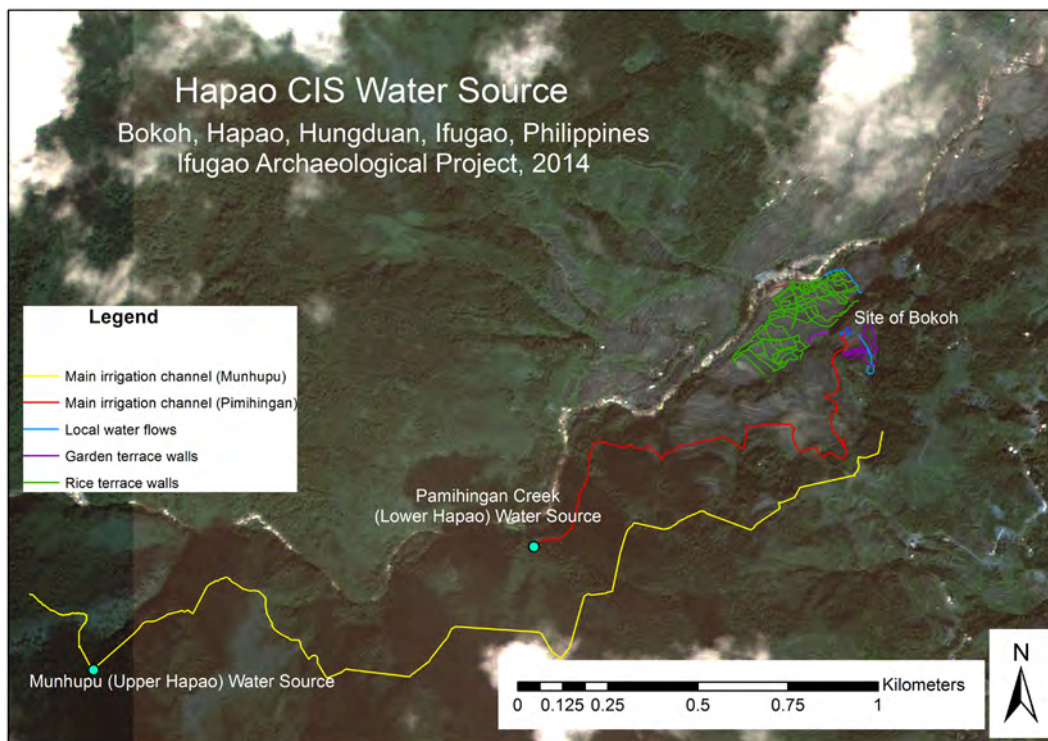 Hapao CIS Water Source
Bokoh, Hapao, Hungduan, Ifugao, Philippines
Ifugao Archaeological Project, 2014
Site of Bokoh
Legend
Main irrigation channel (Munhupu)
Main irrigation channel (Pimihingan)
Local water flows
Garden terrace walls
Rice terrace walls
Pamihingan Creek
(Lower Hapao) Water Source
Munhupu (Upper Hapao) Water Source
N
Kilometers
0 0.125 0.25 0.5 0.75 1